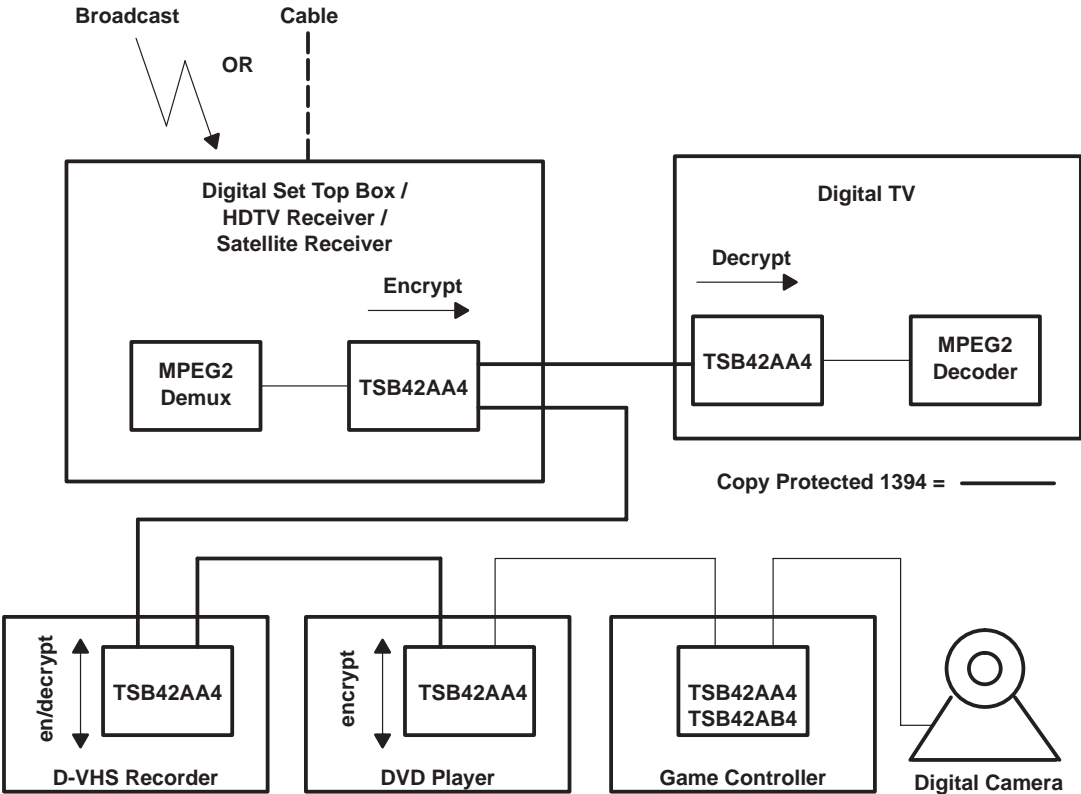 Broadcast
Cable
OR
Digital Set Top Box /
HDTV Receiver /
Satellite Receiver
Encrypt
MPEG2
Demux
TSB42AA4
Digital TV
Decrypt
TSB42AA4
MPEG2
Decoder
Copy Protected 1394 =
en/decrypt
TSB42AA4
D-VHS Recorder
encrypt
TSB42AA4
DVD Player
TSB42AA4
TSB42AB4
Game Controller
Digital Camera